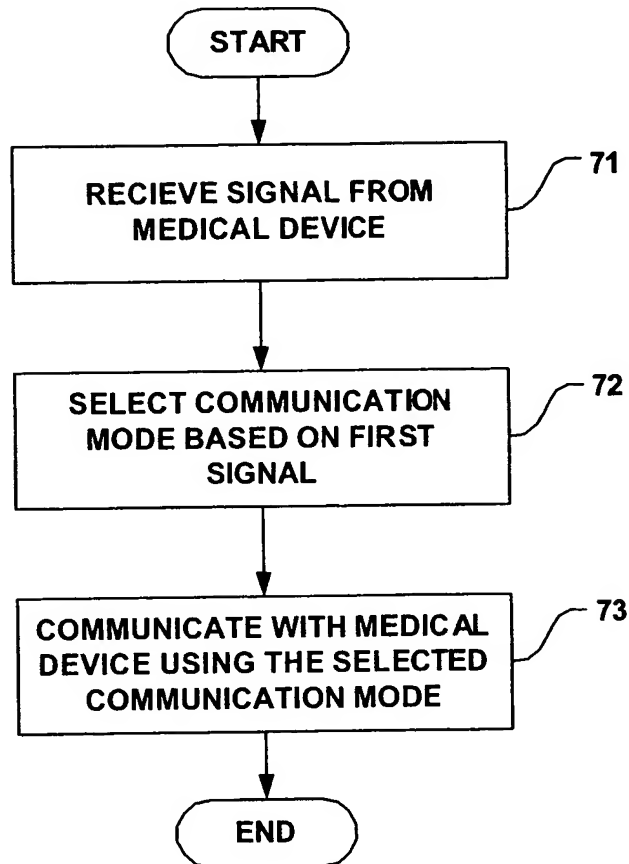 START
RECIEVE SIGNAL FROM
MEDICAL DEVICE
71
SELECT COMMUNICATION
MODE BASED ON FIRST
SIGNAL
72
COMMUNICATE WITH MEDICAL
DEVICE USING THE SELECTED
COMMUNICATION MODE
73
END